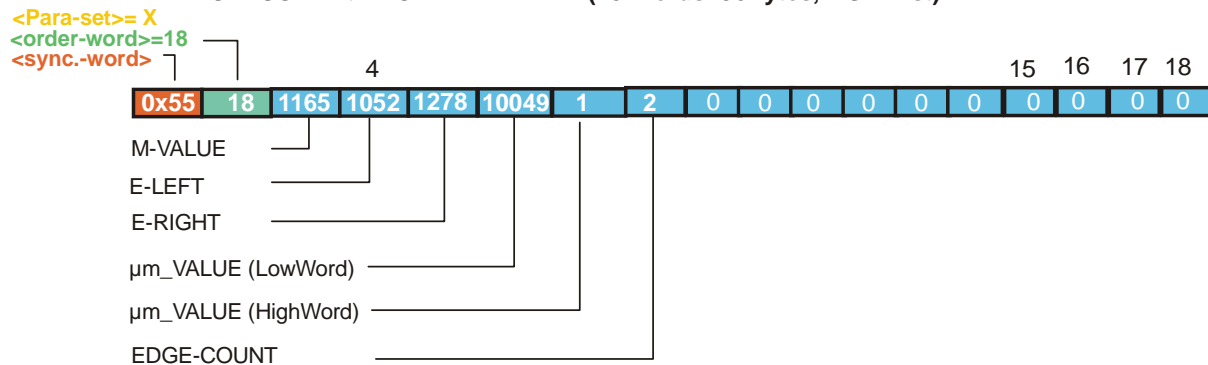 <Para-set>= X
<order-word>=18
<sync.-word>
4 15 16 17 18
0x55 18 1165 1052 1278 10049 1 2 0 0 0 0 0 0 0 0 0 0
M-VALUE
E-LEFT
E-RIGHT
µm_VALUE (LowWord)
µm_VALUE (HighWord)
EDGE-COUNT